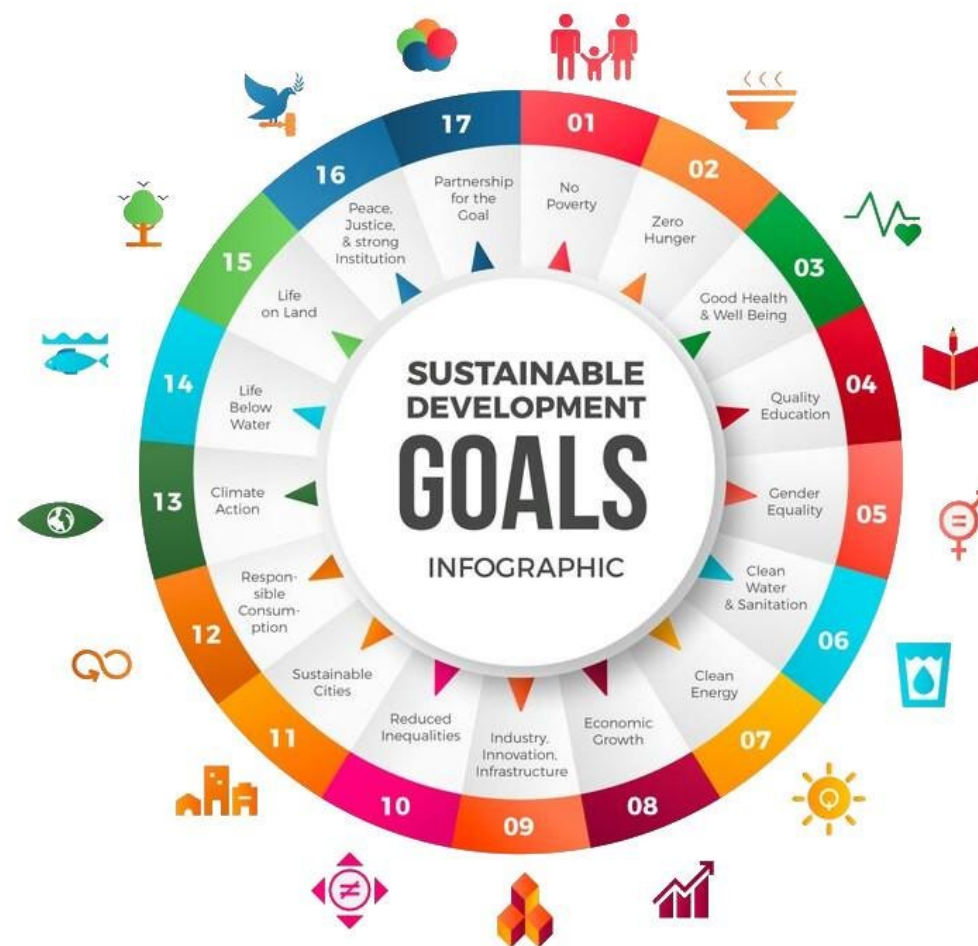 SUSTAINABLE
DEVELOPMENT
GOALS
INFOGRAPHIC
01
No
Poverty
02
Zero
Hunger
03
Good Health
& Well Being
04
Quality
Education
05
Gender
Equality
06
Clean
Water
& Sanitation
07
Clean
Energy
08
Economic
Growth
09
Industry,
Innovation,
Infrastructure
10
Reduced
Inequalities
11
Sustainable
Cities
12
Respon-
sible
Consum-
ption
13
Climate
Action
14
Life
Below
Water
15
Life
on Land
16
Peace,
Justice,
& strong
Institution
17
Partnership
for the
Goal